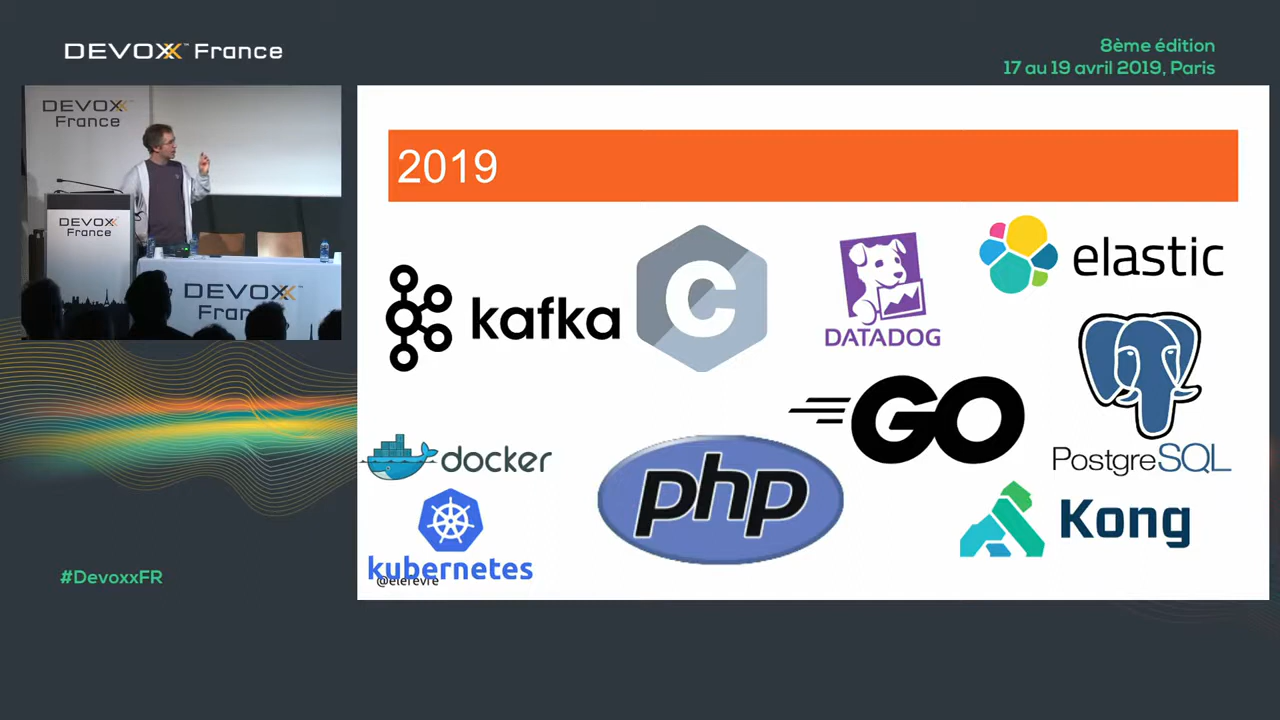 DEVOXX™ France
8ème édition
17 au 19 avril 2019, Paris
DEVOXX
France
DEVOXX
France
DEVOXX
France
#DevoxxFR
2019
kafka
C
DATADOG
elastic
GO
PostgreSQL
docker
php
Kong
kubernetes
@elefevre